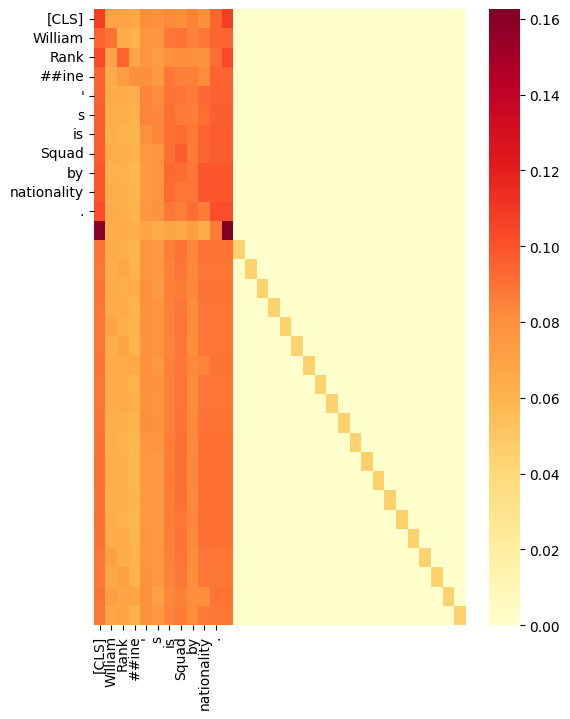 [CLS]
William
Rank
##ine
'
s
is
Squad
by
nationality
.
0.16
0.14
0.12
0.10
0.08
0.06
0.04
0.02
0.00
[CLS]
William
Rank
##ine
'
s
is
Squad
by
nationality
.